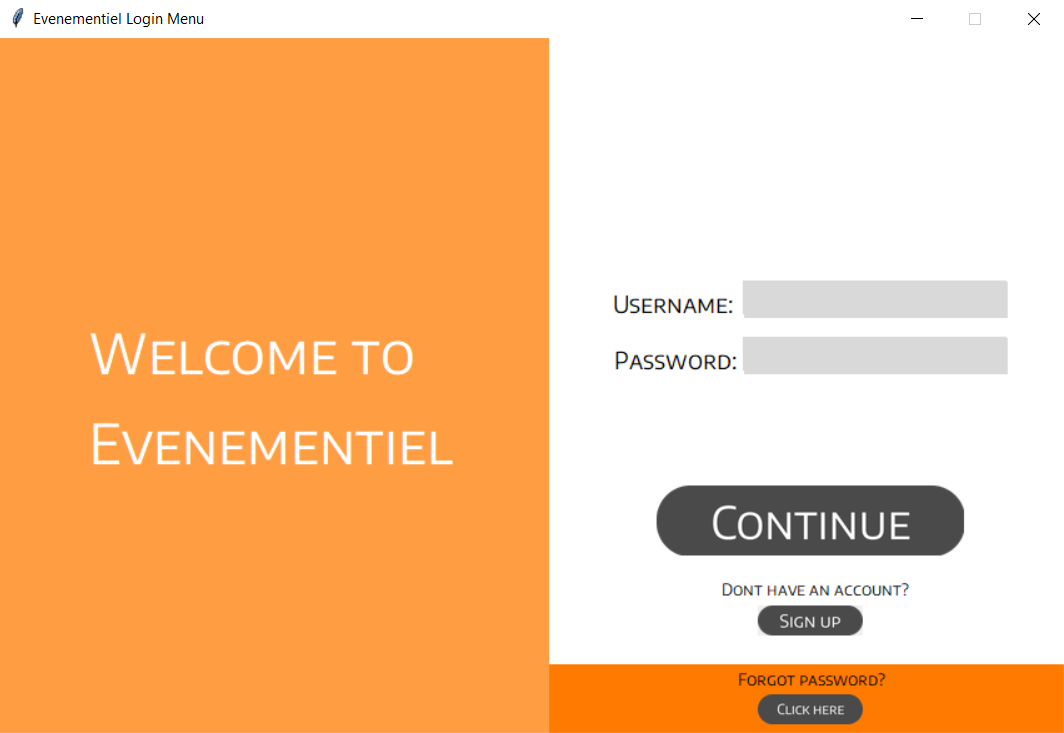 Evenementiel Login Menu
Welcome to
Evenementiel
Username:
Password:
Continue
Dont have an account?
Sign up
Forgot password?
Click here